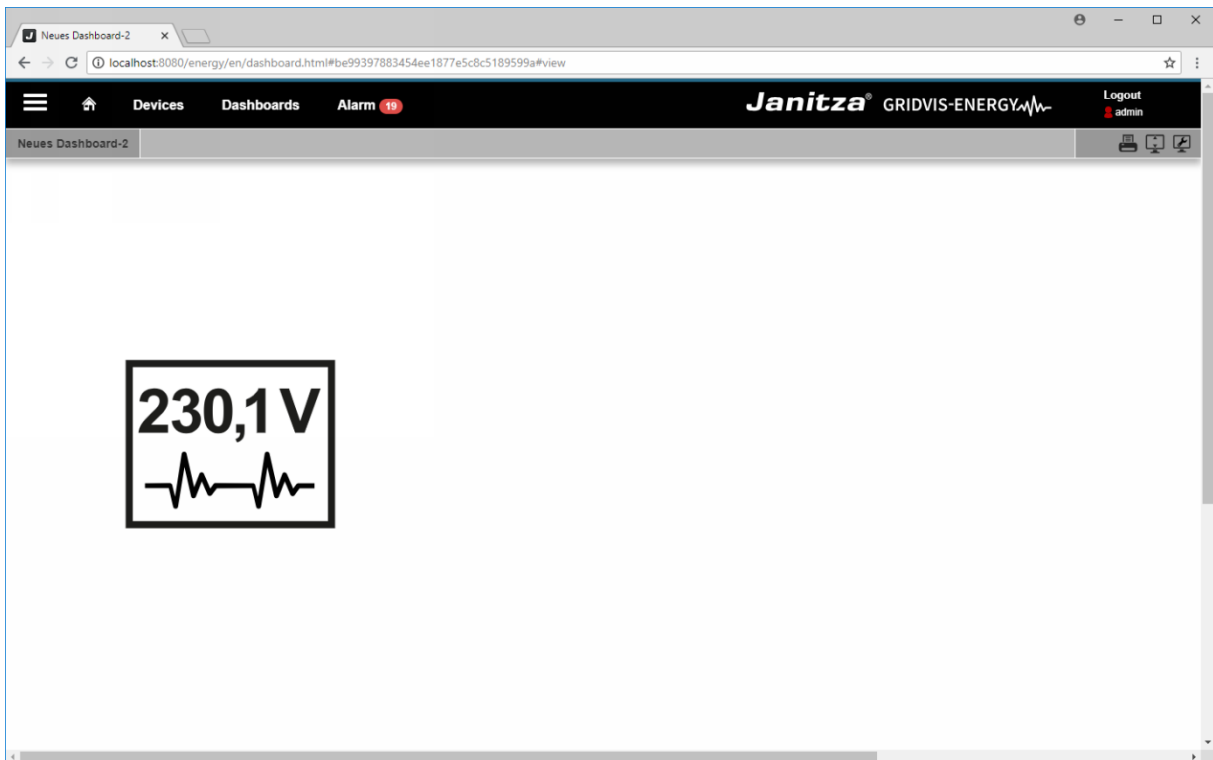 Neues Dashboard-2
localhost:8080/energy/en/dashboard.html#be99397883454ee1877e5c8c5189599a#view
Devices Dashboards Alarm 19 Janitza® GRIDVIS-ENERGY Logout
admin
Neues Dashboard-2
230,1 V